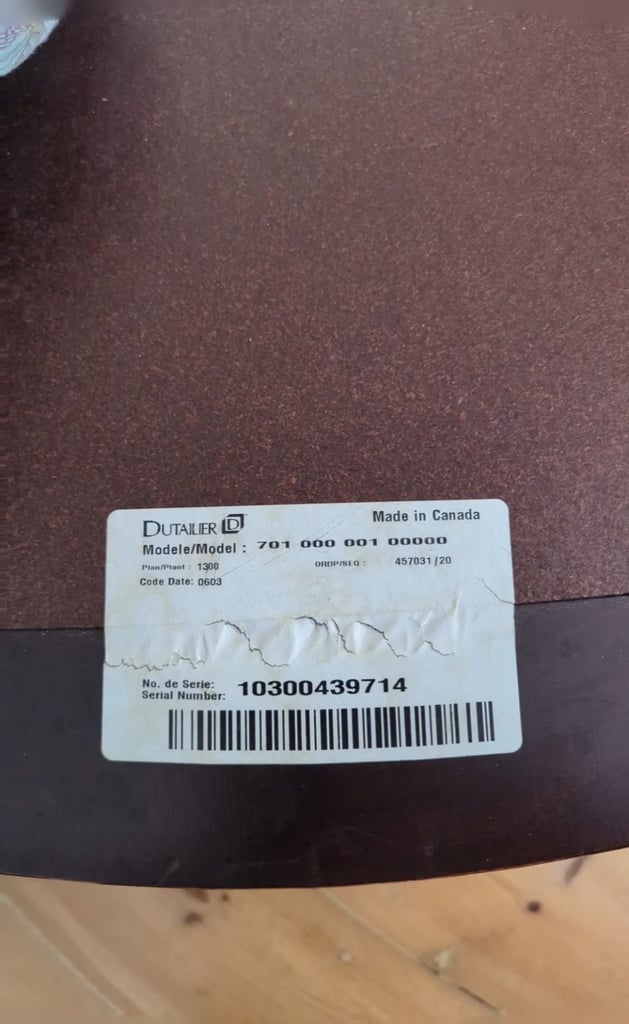 DUTAILIER D
Made in Canada
Modele/Model : 701 000 001 00000
Plan/Plant : 1300 ORDP/SEQ : 457031/20
Code Date: 0603
No. de Serie:
Serial Number: 10300439714